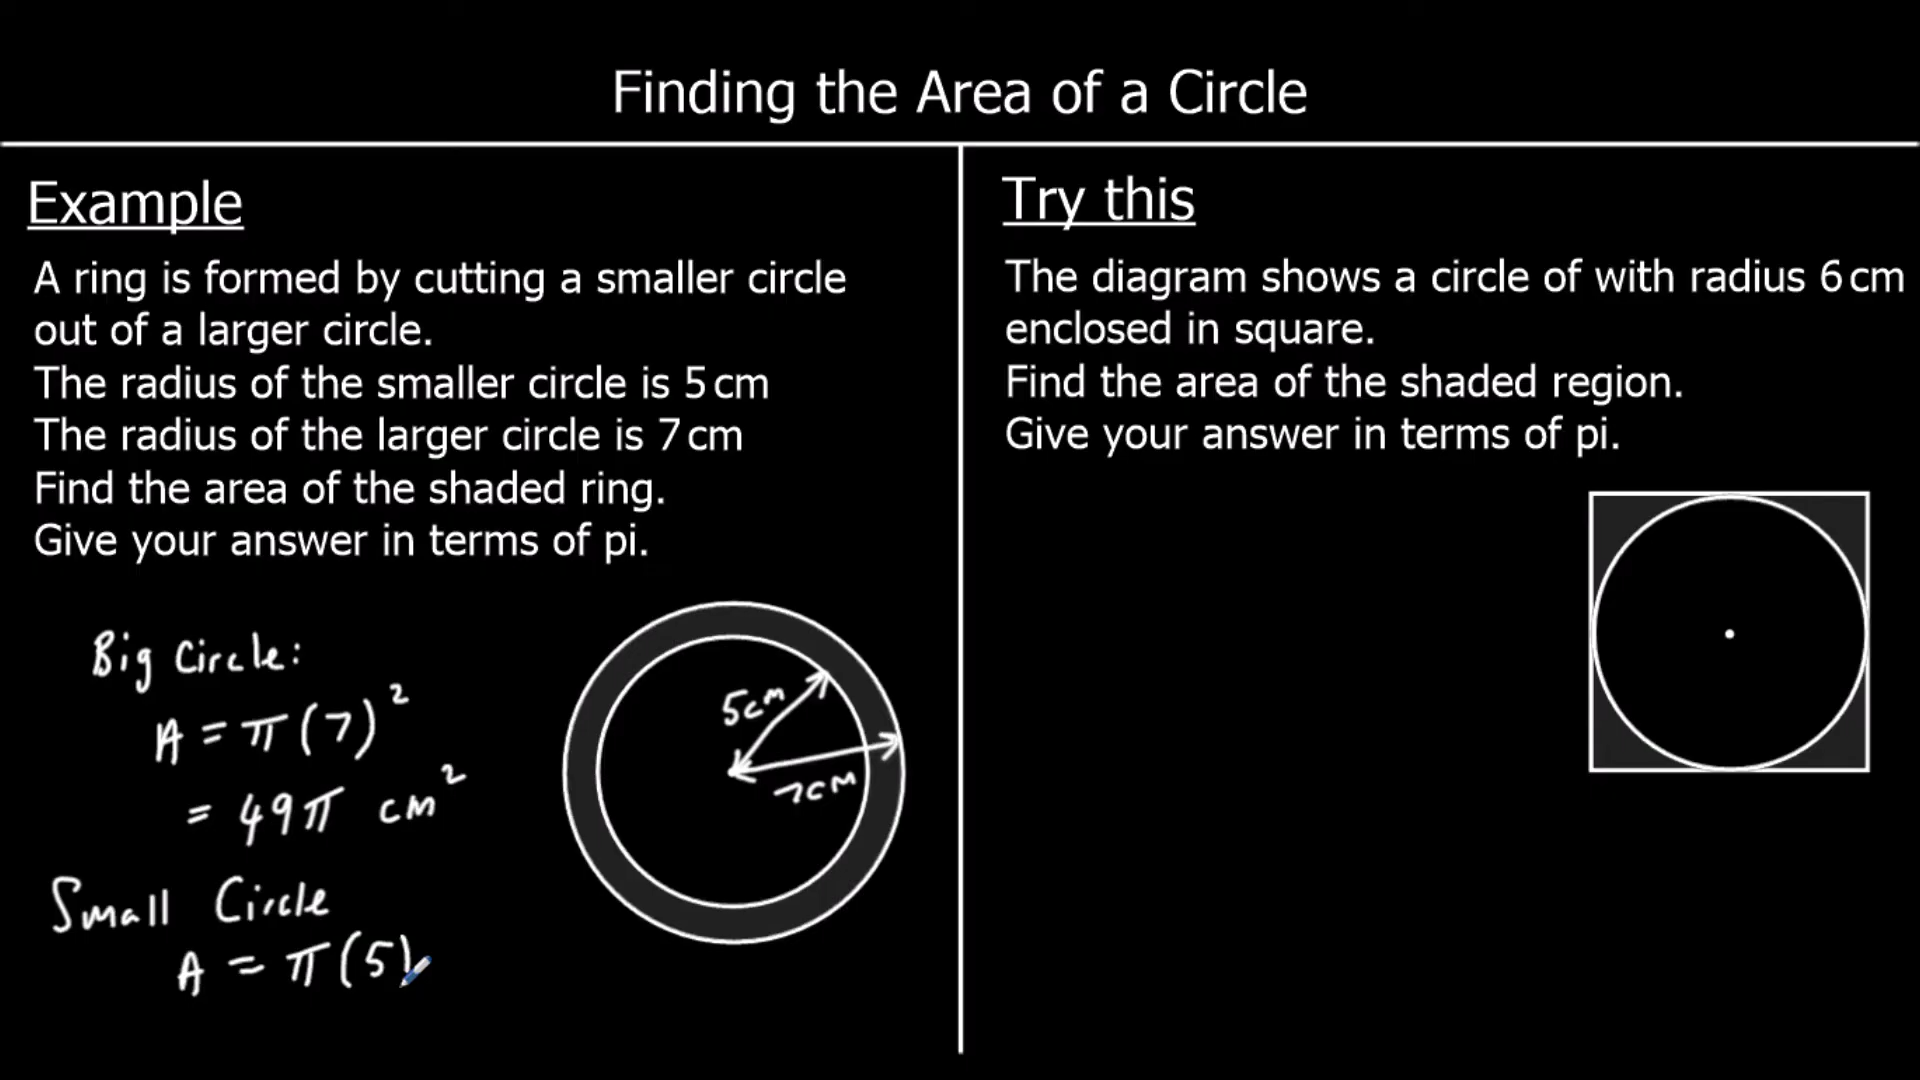 Finding the Area of a Circle
Example
A ring is formed by cutting a smaller circle
out of a larger circle.
The radius of the smaller circle is 5 cm
The radius of the larger circle is 7 cm
Find the area of the shaded ring.
Give your answer in terms of pi.
Big Circle:
A = π(7)²
= 49π cm²
Small Circle
A = π(5)
5cm
7cm
Try this
The diagram shows a circle of with radius 6 cm
enclosed in square.
Find the area of the shaded region.
Give your answer in terms of pi.